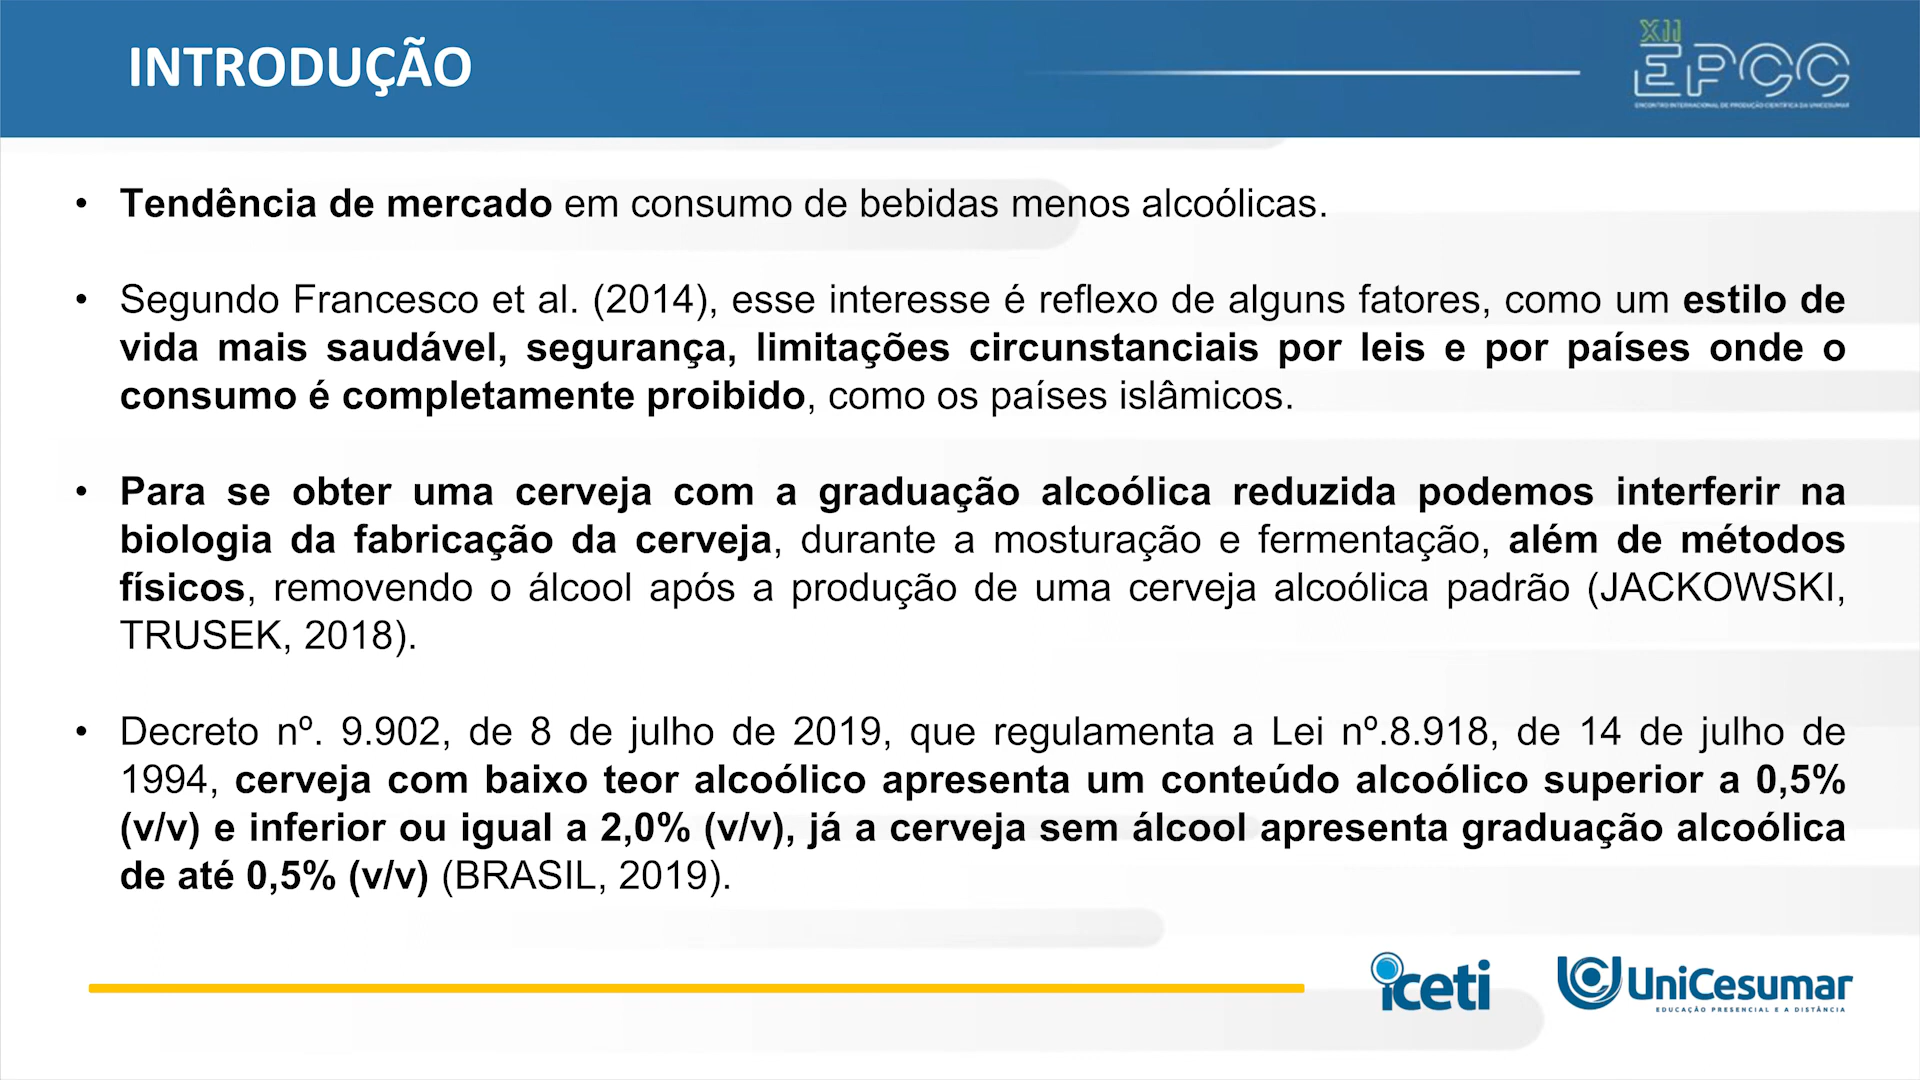 INTRODUÇÃO
XII
EPCC
ENCONTRO INTERNACIONAL DE PRODUÇÃO CIENTÍFICA DA UNICESUMAR
• Tendência de mercado em consumo de bebidas menos alcoólicas.
• Segundo Francesco et al. (2014), esse interesse é reflexo de alguns fatores, como um estilo de
vida mais saudável, segurança, limitações circunstanciais por leis e por países onde o
consumo é completamente proibido, como os países islâmicos.
• Para se obter uma cerveja com a graduação alcoólica reduzida podemos interferir na
biologia da fabricação da cerveja, durante a mosturação e fermentação, além de métodos
físicos, removendo o álcool após a produção de uma cerveja alcoólica padrão (JACKOWSKI,
TRUSEK, 2018).
• Decreto nº. 9.902, de 8 de julho de 2019, que regulamenta a Lei nº.8.918, de 14 de julho de
1994, cerveja com baixo teor alcoólico apresenta um conteúdo alcoólico superior a 0,5%
(v/v) e inferior ou igual a 2,0% (v/v), já a cerveja sem álcool apresenta graduação alcoólica
de até 0,5% (v/v) (BRASIL, 2019).
iceti
UniCesumar
EDUCAÇÃO PRESENCIAL E A DISTÂNCIA